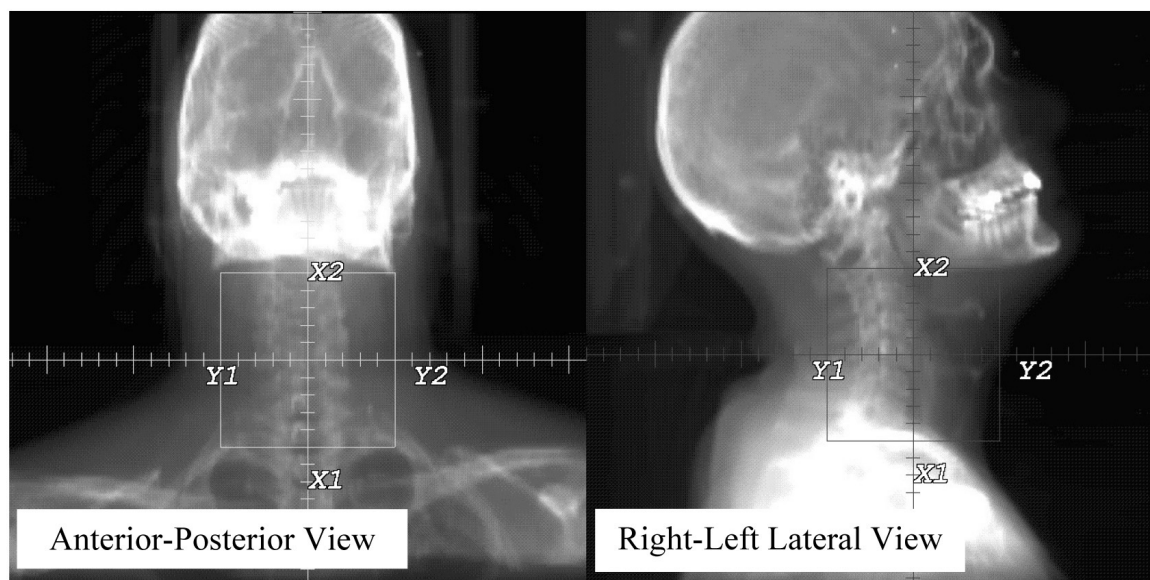 X2
Y1
Y2
X1
Anterior-Posterior View
X2
Y1
Y2
X1
Right-Left Lateral View